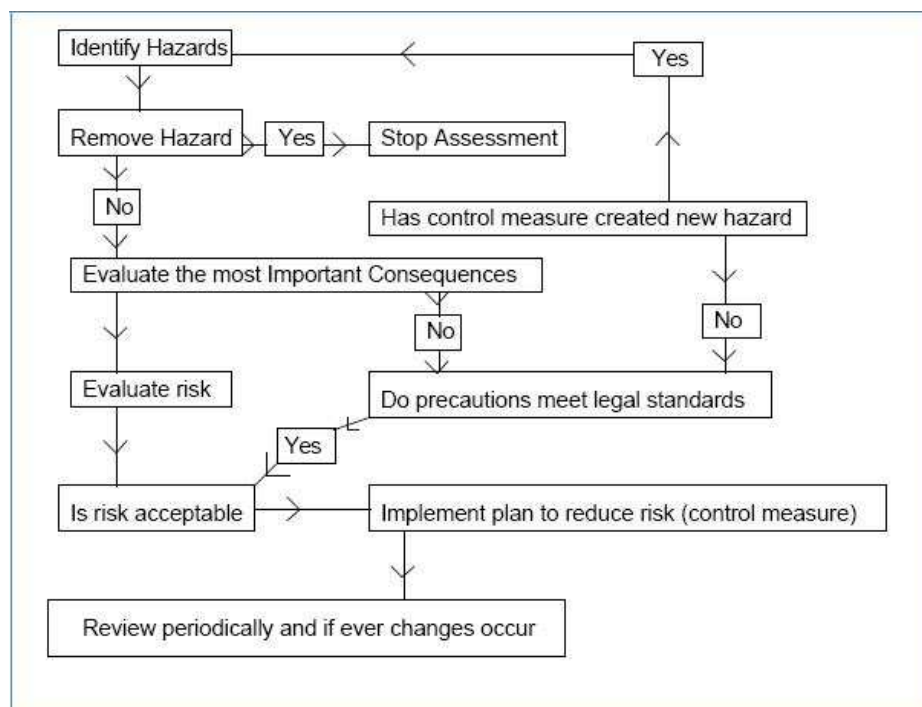 Identify Hazards
Yes
Remove Hazard
Yes
Stop Assessment
No
Has control measure created new hazard
Evaluate the most Important Consequences
No
No
Evaluate risk
Do precautions meet legal standards
Yes
Is risk acceptable
Implement plan to reduce risk (control measure)
Review periodically and if ever changes occur